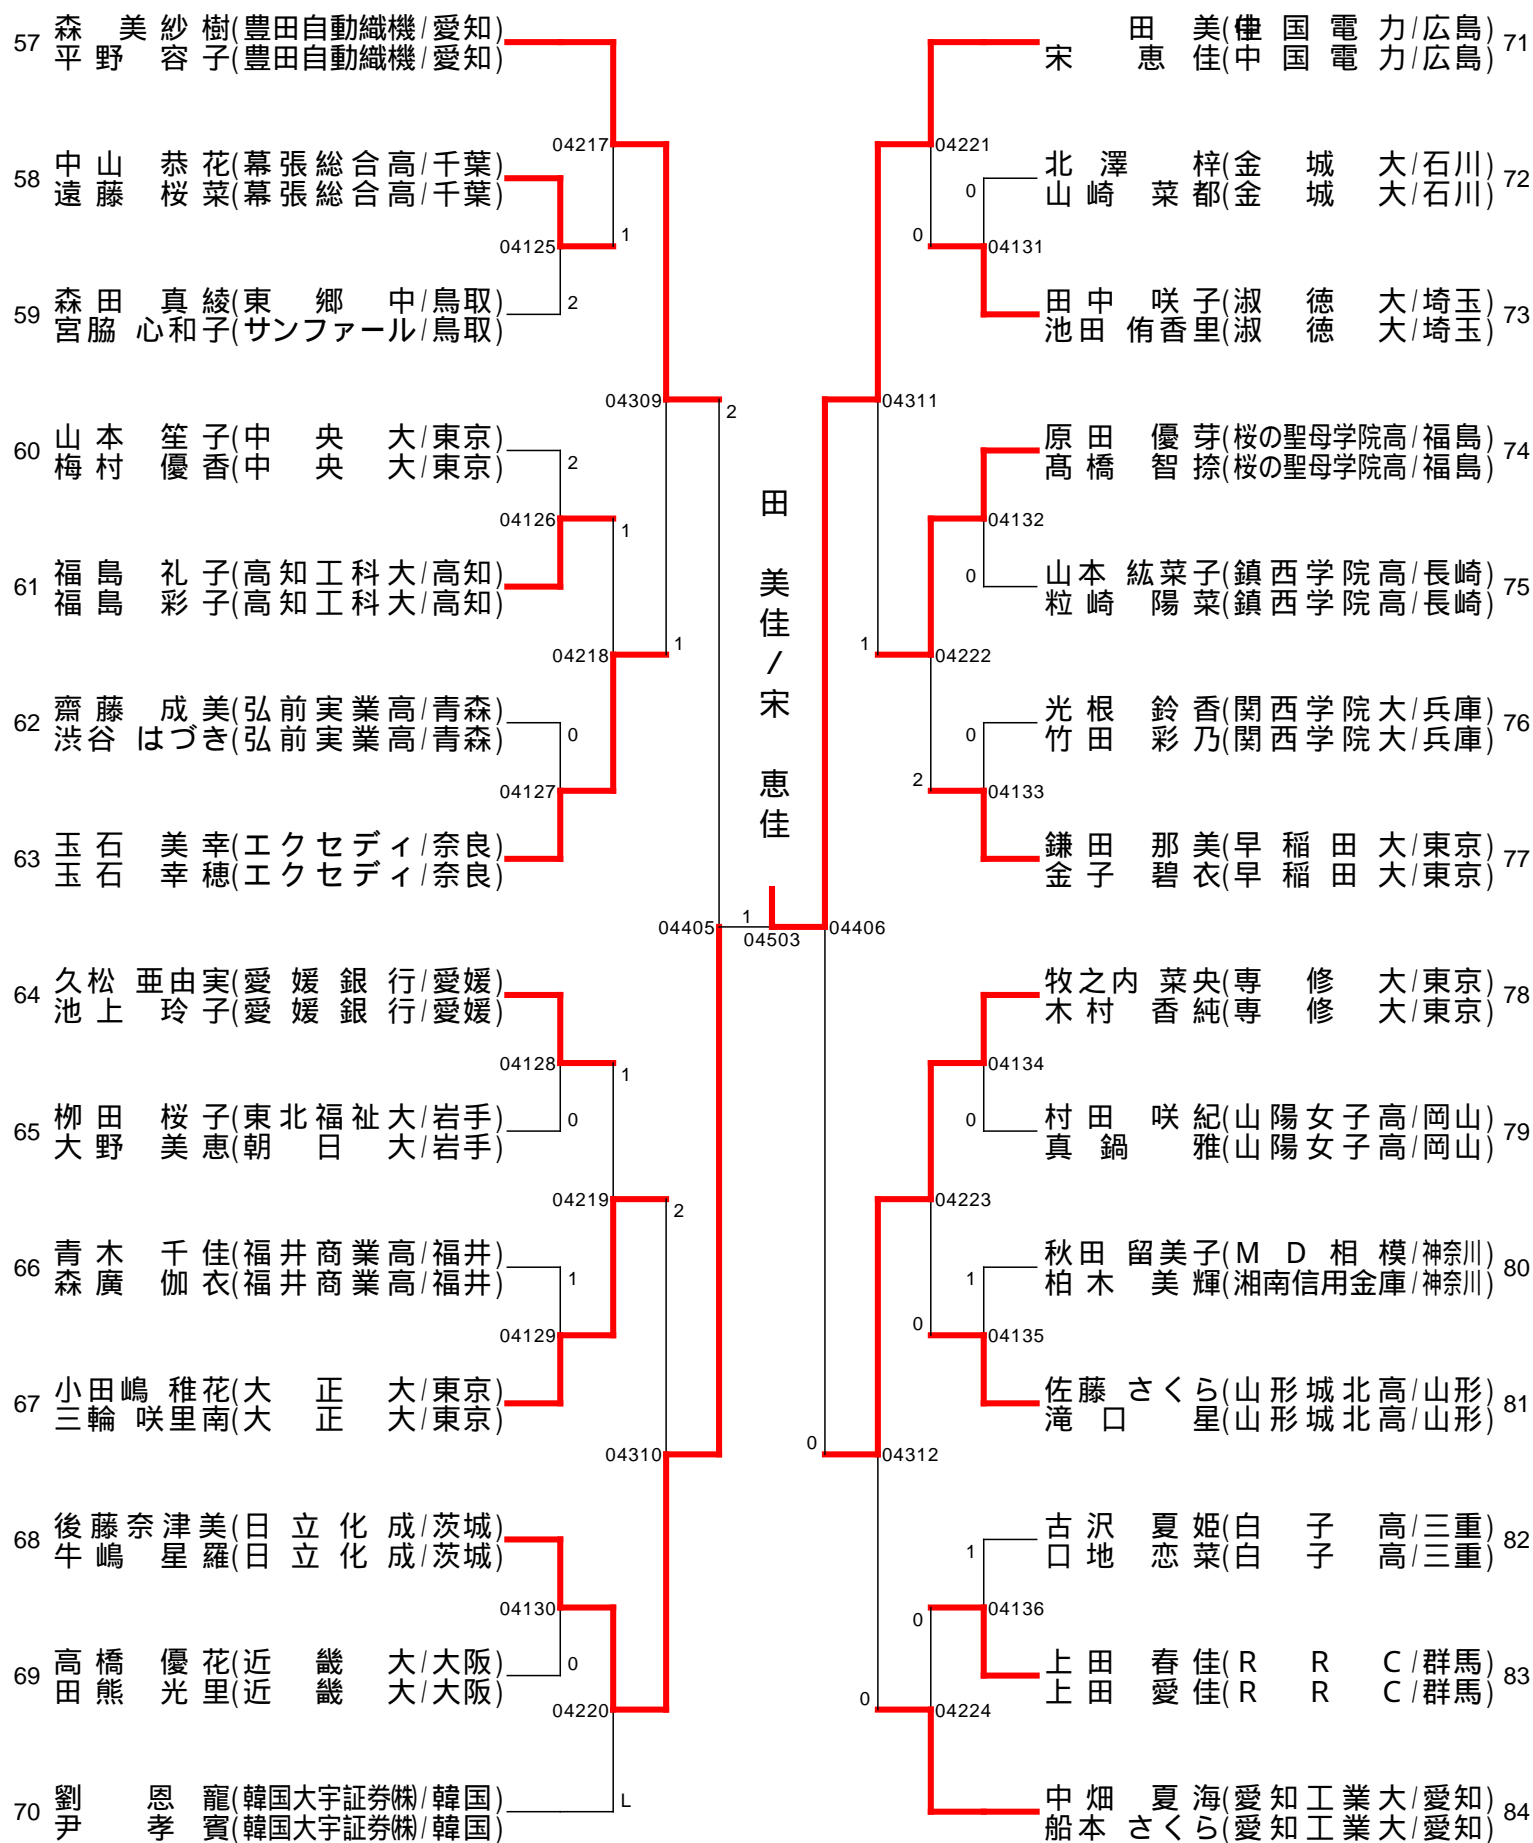 57 森 美紗樹(豊田自動織機/愛知)
平野 容子(豊田自動織機/愛知)
04217
58 中山 恭花(幕張総合高/千葉)
遠藤 桜菜(幕張総合高/千葉)
04125 1
59 森田 真綾(東郷中/鳥取)
宮脇 心和子(サンファール/鳥取)
2
04309 2
60 山本 笙子(中央大/東京)
梅村 優香(中央大/東京)
2
04126 1
61 福島 礼子(高知工科大/高知)
福島 彩子(高知工科大/高知)
04218 1
62 齋藤 成美(弘前実業高/青森)
渋谷 はづき(弘前実業高/青森)
0
04127
63 玉石 美幸(エクセディ/奈良)
玉石 幸穂(エクセディ/奈良)
04405 1
04503
04406
田 美佳/宋 恵佳
64 久松 亜由実(愛媛銀行/愛媛)
池上 玲子(愛媛銀行/愛媛)
04128 1
65 栁田 桜子(東北福祉大/岩手)
大野 美恵(朝日大/岩手)
0
04219 2
66 青木 千佳(福井商業高/福井)
森廣 伽衣(福井商業高/福井)
1
04129
67 小田嶋 稚花(大正大/東京)
三輪 咲里南(大正大/東京)
04310
68 後藤奈津美(日立化成/茨城)
牛嶋 星羅(日立化成/茨城)
04130
69 高橋 優花(近畿大/大阪)
田熊 光里(近畿大/大阪)
0
04220
70 劉 恩寵(韓国大宇証券㈱/韓国)
尹 孝賓(韓国大宇証券㈱/韓国)
L
田 美佳(中国電力/広島) 71
宋 恵佳(中国電力/広島)
04221
北澤 梓(金城大/石川) 72
山崎 菜都(金城大/石川)
0
0 04131
田中 咲子(淑徳大/埼玉) 73
池田 侑香里(淑徳大/埼玉)
04311
原田 優芽(桜の聖母学院高/福島) 74
髙橋 智捺(桜の聖母学院高/福島)
04132
山本 紘菜子(鎮西学院高/長崎) 75
粒崎 陽菜(鎮西学院高/長崎)
0
1 04222
光根 鈴香(関西学院大/兵庫) 76
竹田 彩乃(関西学院大/兵庫)
0
2 04133
鎌田 那美(早稲田大/東京) 77
金子 碧衣(早稲田大/東京)
牧之内 菜央(専修大/東京) 78
木村 香純(専修大/東京)
04134
村田 咲紀(山陽女子高/岡山) 79
真鍋 雅(山陽女子高/岡山)
0
04223
秋田 留美子(MD相模/神奈川) 80
柏木 美輝(湘南信用金庫/神奈川)
1
0 04135
佐藤 さくら(山形城北高/山形) 81
滝口 星(山形城北高/山形)
0 04312
古沢 夏姫(白子高/三重) 82
口地 恋菜(白子高/三重)
1
0 04136
上田 春佳(RRC/群馬) 83
上田 愛佳(RRC/群馬)
0 04224
中畑 夏海(愛知工業大/愛知) 84
船本 さくら(愛知工業大/愛知)